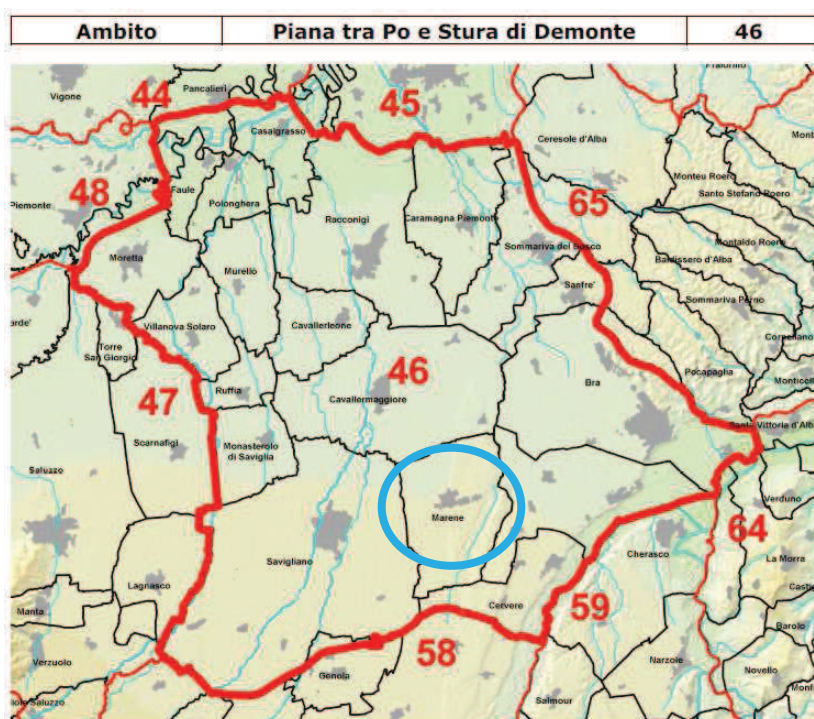 Ambito Piana tra Po e Stura di Demonte 46
Pancalieri
Vigone
44
45
Casalgrasso
Ceresole d'Alba
Monteu Roero
48
Faule
Santo Stefano Roero
Piemonte
Polonghera
65
Racconigi
Caramagna Piemonte
Montaldo Roero
Sommariva del Bosco
Moretta
Baldissero d'Alba
Murello
Sanfre'
Sommariva Perno
Villanova Solaro
Cavallerleone
Torre
San Giorgio
46
Pocapaglia
Ruffia
Bra
47
Cavallermaggiore
Santa Vittoria d'Alb
Scarnafigi
Monasterolo
di Saviglia
Saluzzo
Verduno
Marene
64
Cherasco
Savigliano
La Morra
Lagnasco
Manta
Cervere
59
Barolo
58
Verzuolo
Narzole
Genola
Novello
Salmour